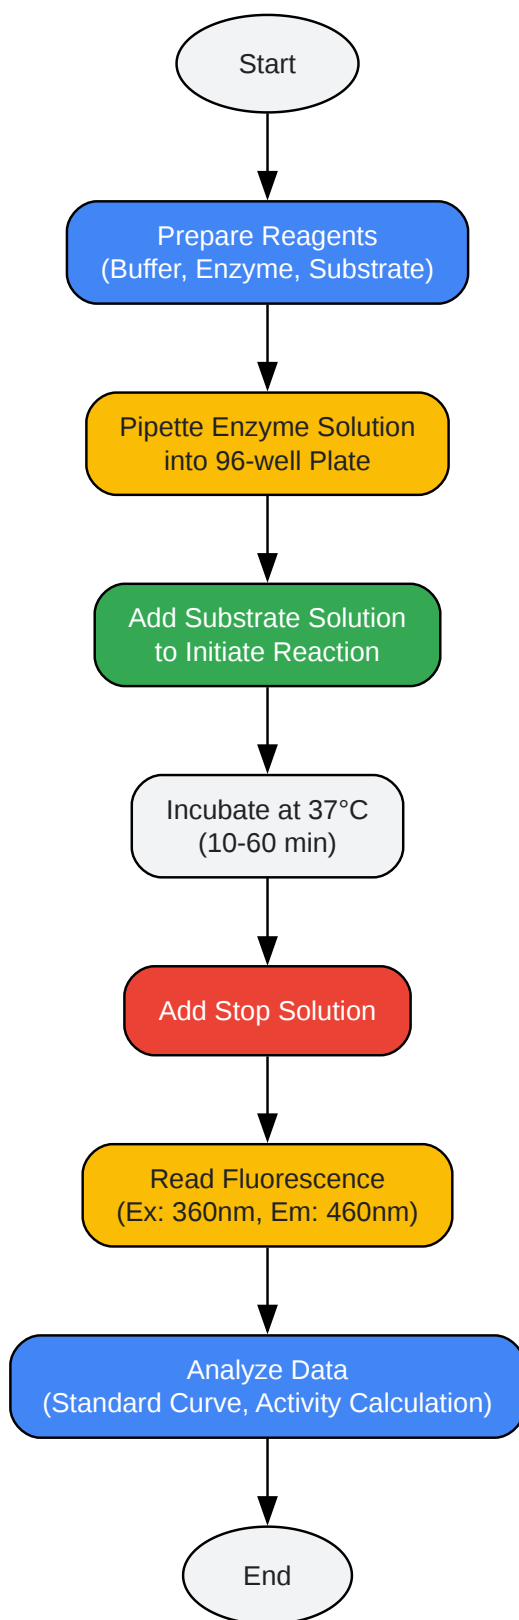 Start
Prepare Reagents
(Buffer, Enzyme, Substrate)
Pipette Enzyme Solution
into 96-well Plate
Add Substrate Solution
to Initiate Reaction
Incubate at 37°C
(10-60 min)
Add Stop Solution
Read Fluorescence
(Ex: 360nm, Em: 460nm)
Analyze Data
(Standard Curve, Activity Calculation)
End